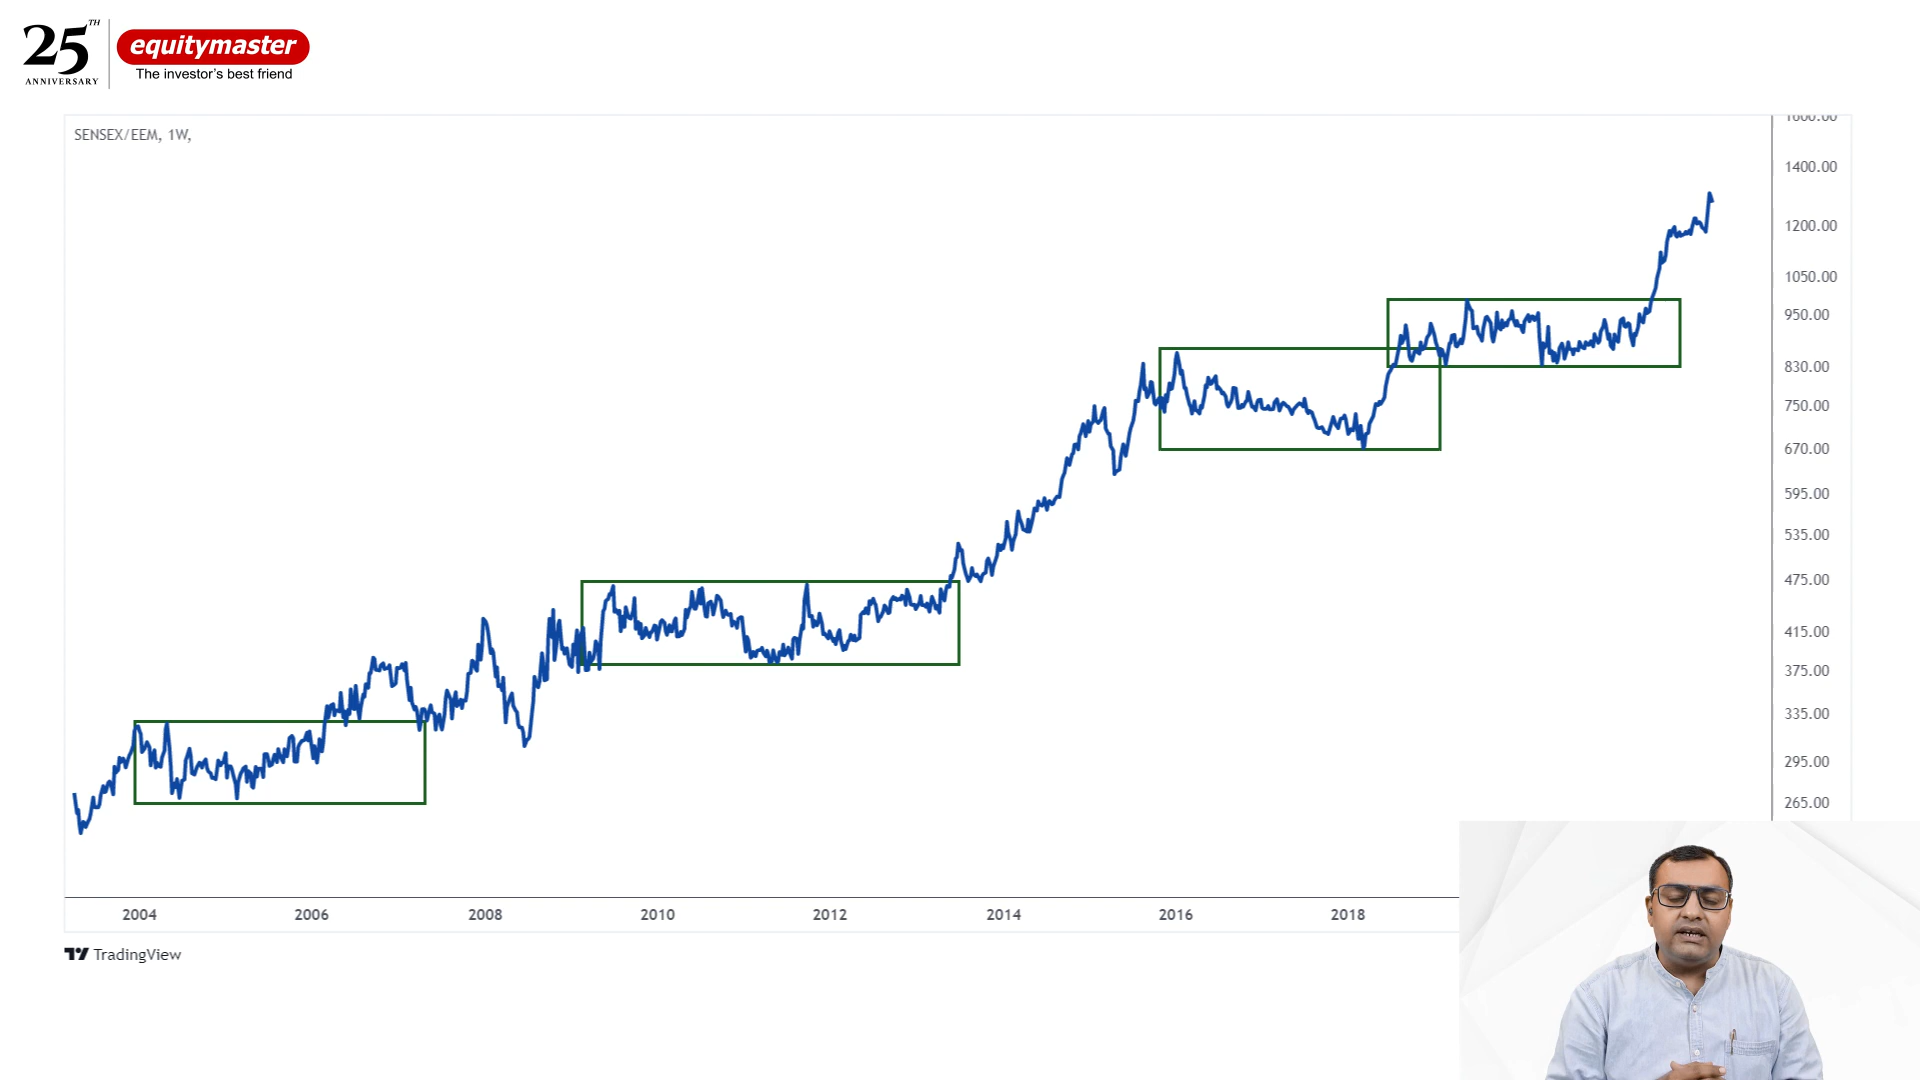 25TH
ANNIVERSARY
equitymaster
The investor's best friend
SENSEX/EEM, 1W,
1600.00
1400.00
1200.00
1050.00
950.00
830.00
750.00
670.00
595.00
535.00
475.00
415.00
375.00
335.00
295.00
265.00
2004 2006 2008 2010 2012 2014 2016 2018
TradingView